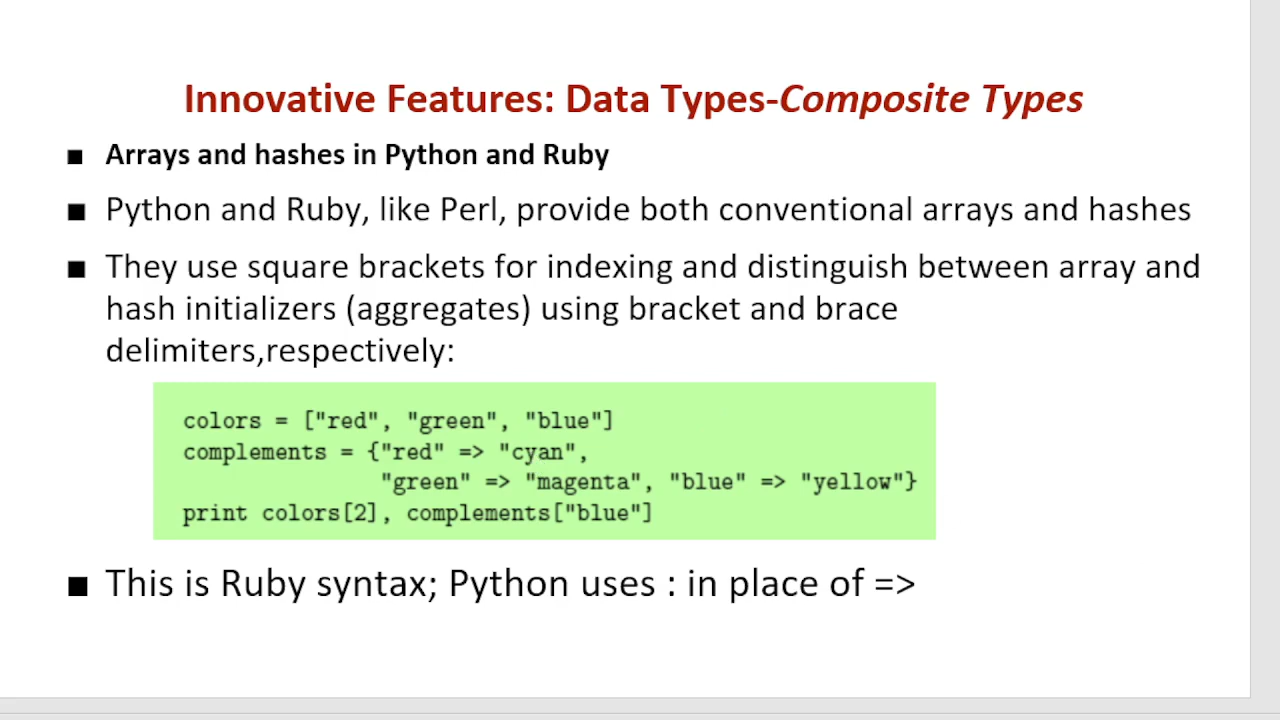 Innovative Features: Data Types-Composite Types
■ Arrays and hashes in Python and Ruby
■ Python and Ruby, like Perl, provide both conventional arrays and hashes
■ They use square brackets for indexing and distinguish between array and
hash initializers (aggregates) using bracket and brace
delimiters,respectively:
colors = ["red", "green", "blue"]
complements = {"red" => "cyan",
"green" => "magenta", "blue" => "yellow"}
print colors[2], complements["blue"]
■ This is Ruby syntax; Python uses : in place of =>